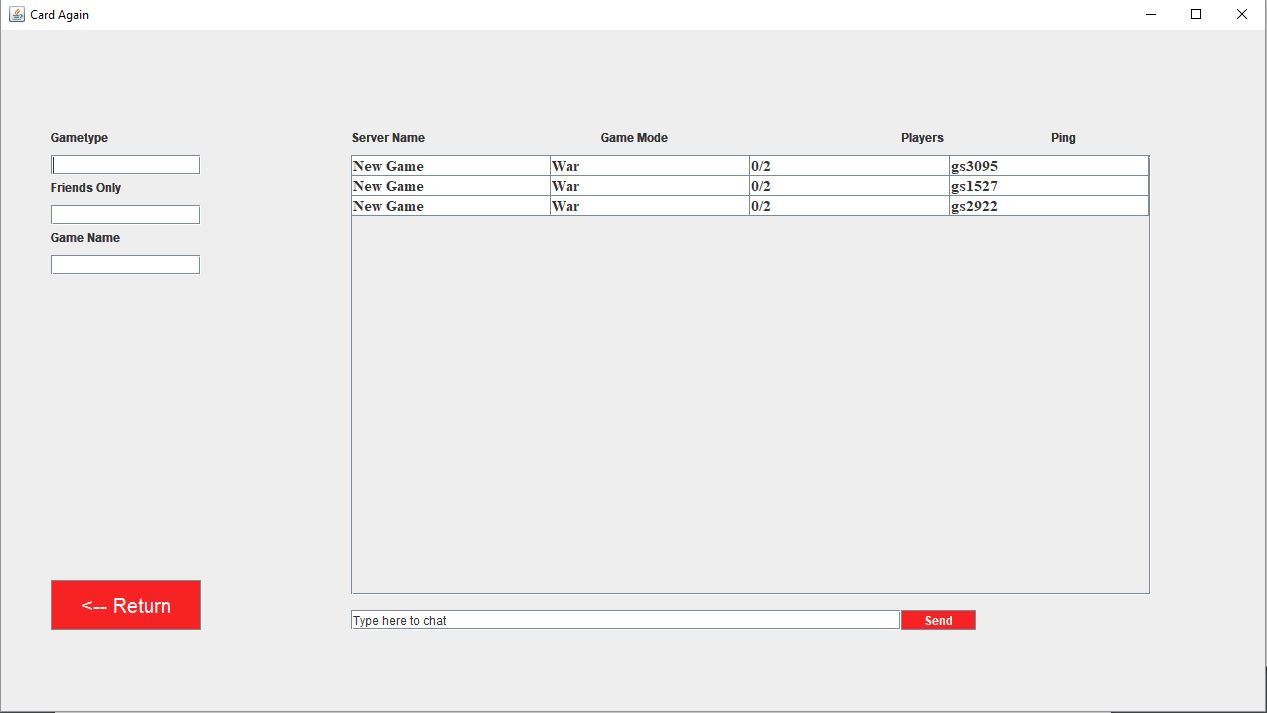 Card Again
Gametype
Friends Only
Game Name
Server Name Game Mode Players Ping
New Game War 0/2 gs3095
New Game War 0/2 gs1527
New Game War 0/2 gs2922
<-- Return
Type here to chat Send